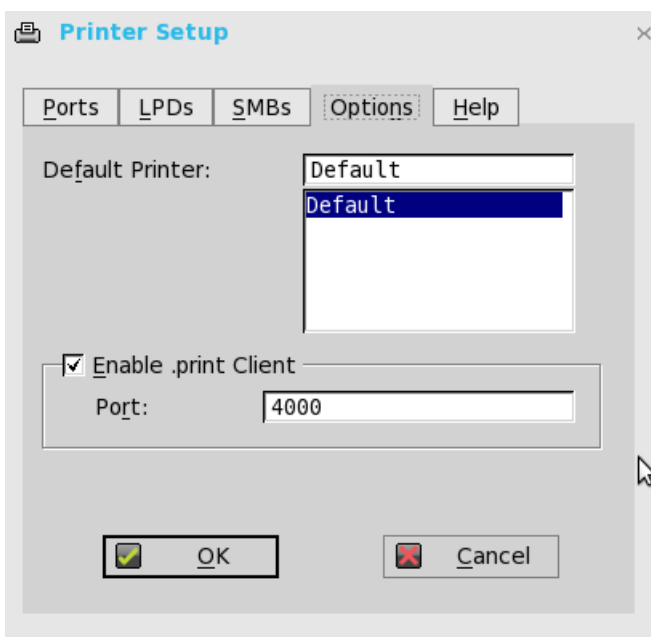 Printer Setup
Ports LPDs SMBs Options Help
Default Printer: Default
Default
Enable .print Client
Port: 4000
OK Cancel